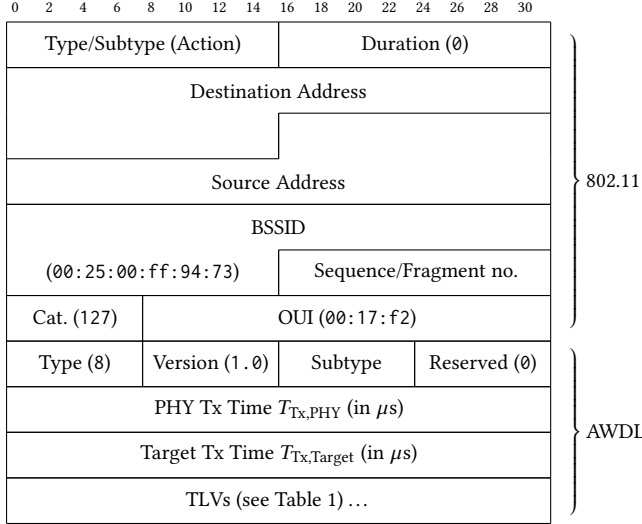 0 2 4 6 8 10 12 14 16 18 20 22 24 26 28 30
Type/Subtype (Action) Duration (0)
Destination Address
Source Address
802.11
BSSID
(00:25:00:ff:94:73) Sequence/Fragment no.
Cat. (127) OUI (00:17:f2)
Type (8) Version (1.0) Subtype Reserved (0)
PHY Tx Time T_Tx,PHY (in μs)
AWDL
Target Tx Time T_Tx,Target (in μs)
TLVs (see Table 1) …